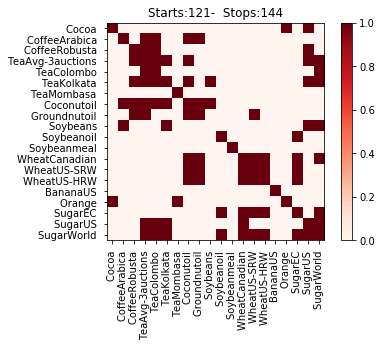 Starts:121-  Stops:144
Cocoa
CoffeeArabica
CoffeeRobusta
TeaAvg-3auctions
TeaColombo
TeaKolkata
TeaMombasa
Coconutoil
Groundnutoil
Soybeans
Soybeanoil
Soybeanmeal
WheatCanadian
WheatUS-SRW
WheatUS-HRW
BananaUS
Orange
SugarEC
SugarUS
SugarWorld
1.0
0.8
0.6
0.4
0.2
0.0
Cocoa
CoffeeArabica
CoffeeRobusta
TeaAvg-3auctions
TeaColombo
TeaKolkata
TeaMombasa
Coconutoil
Groundnutoil
Soybeans
Soybeanoil
Soybeanmeal
WheatCanadian
WheatUS-SRW
WheatUS-HRW
BananaUS
Orange
SugarEC
SugarUS
SugarWorld